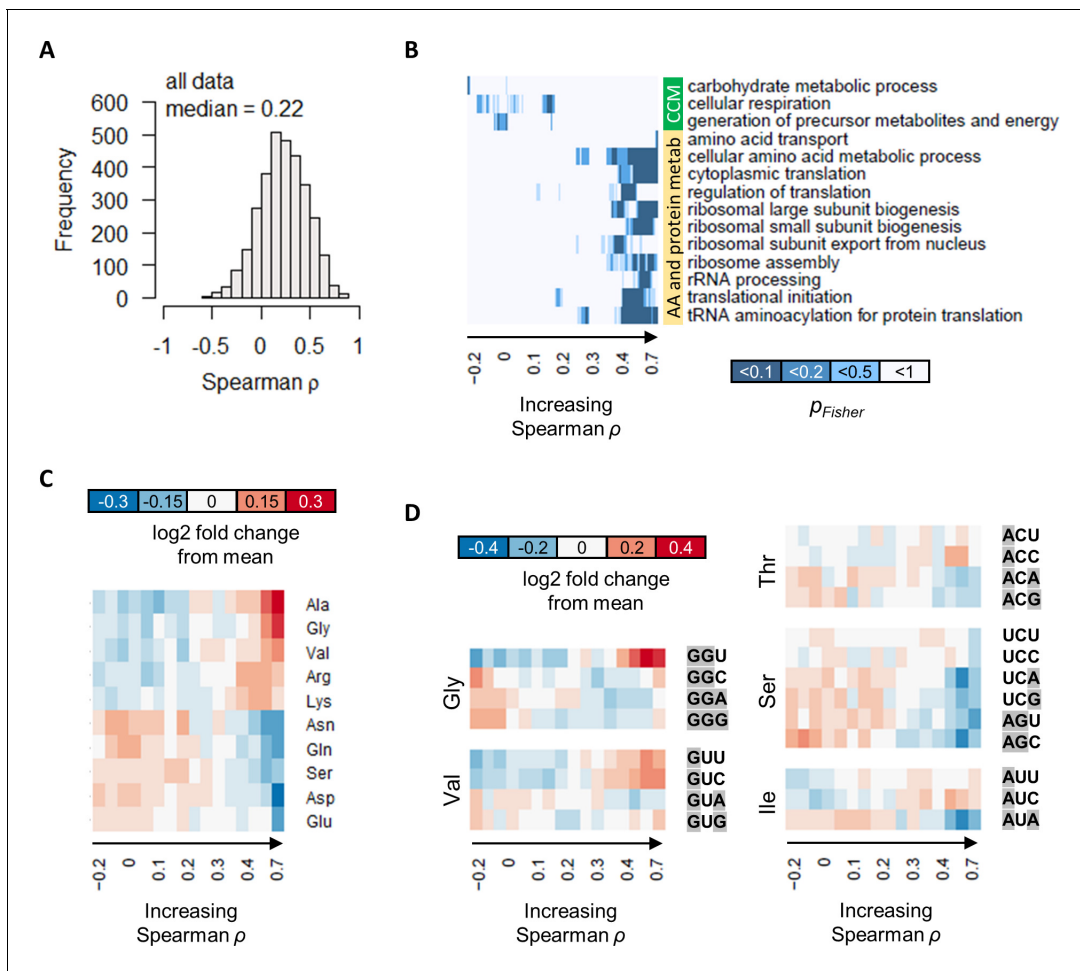 A
all data
median = 0.22
600
500
400
300
200
100
0
Frequency
-1
-0.5
0
0.5
1
Spearman ρ
B
CCM
AA and protein metab
carbohydrate metabolic process
cellular respiration
generation of precursor metabolites and energy
amino acid transport
cellular amino acid metabolic process
cytoplasmic translation
regulation of translation
ribosomal large subunit biogenesis
ribosomal small subunit biogenesis
ribosomal subunit export from nucleus
ribosome assembly
rRNA processing
translational initiation
tRNA aminoacylation for protein translation
−0.2
0
0.1
0.2
0.4
0.7
Increasing
Spearman ρ
<0.1 <0.2 <0.5 <1
pFisher
C
-0.3 -0.15 0 0.15 0.3
log2 fold change
from mean
Ala
Gly
Val
Arg
Lys
Asn
Gln
Ser
Asp
Glu
−0.2
0
0.1
0.2
0.4
0.7
Increasing
Spearman ρ
D
-0.4 -0.2 0 0.2 0.4
log2 fold change
from mean
Gly
GGU
GGC
GGA
GGG
Val
GUU
GUC
GUA
GUG
−0.2
0
0.1
0.2
0.4
0.7
Increasing
Spearman ρ
Thr
ACU
ACC
ACA
ACG
Ser
UCU
UCC
UCA
UCG
AGU
AGC
Ile
AUU
AUC
AUA
−0.2
0
0.1
0.2
0.4
0.7
Increasing
Spearman ρ